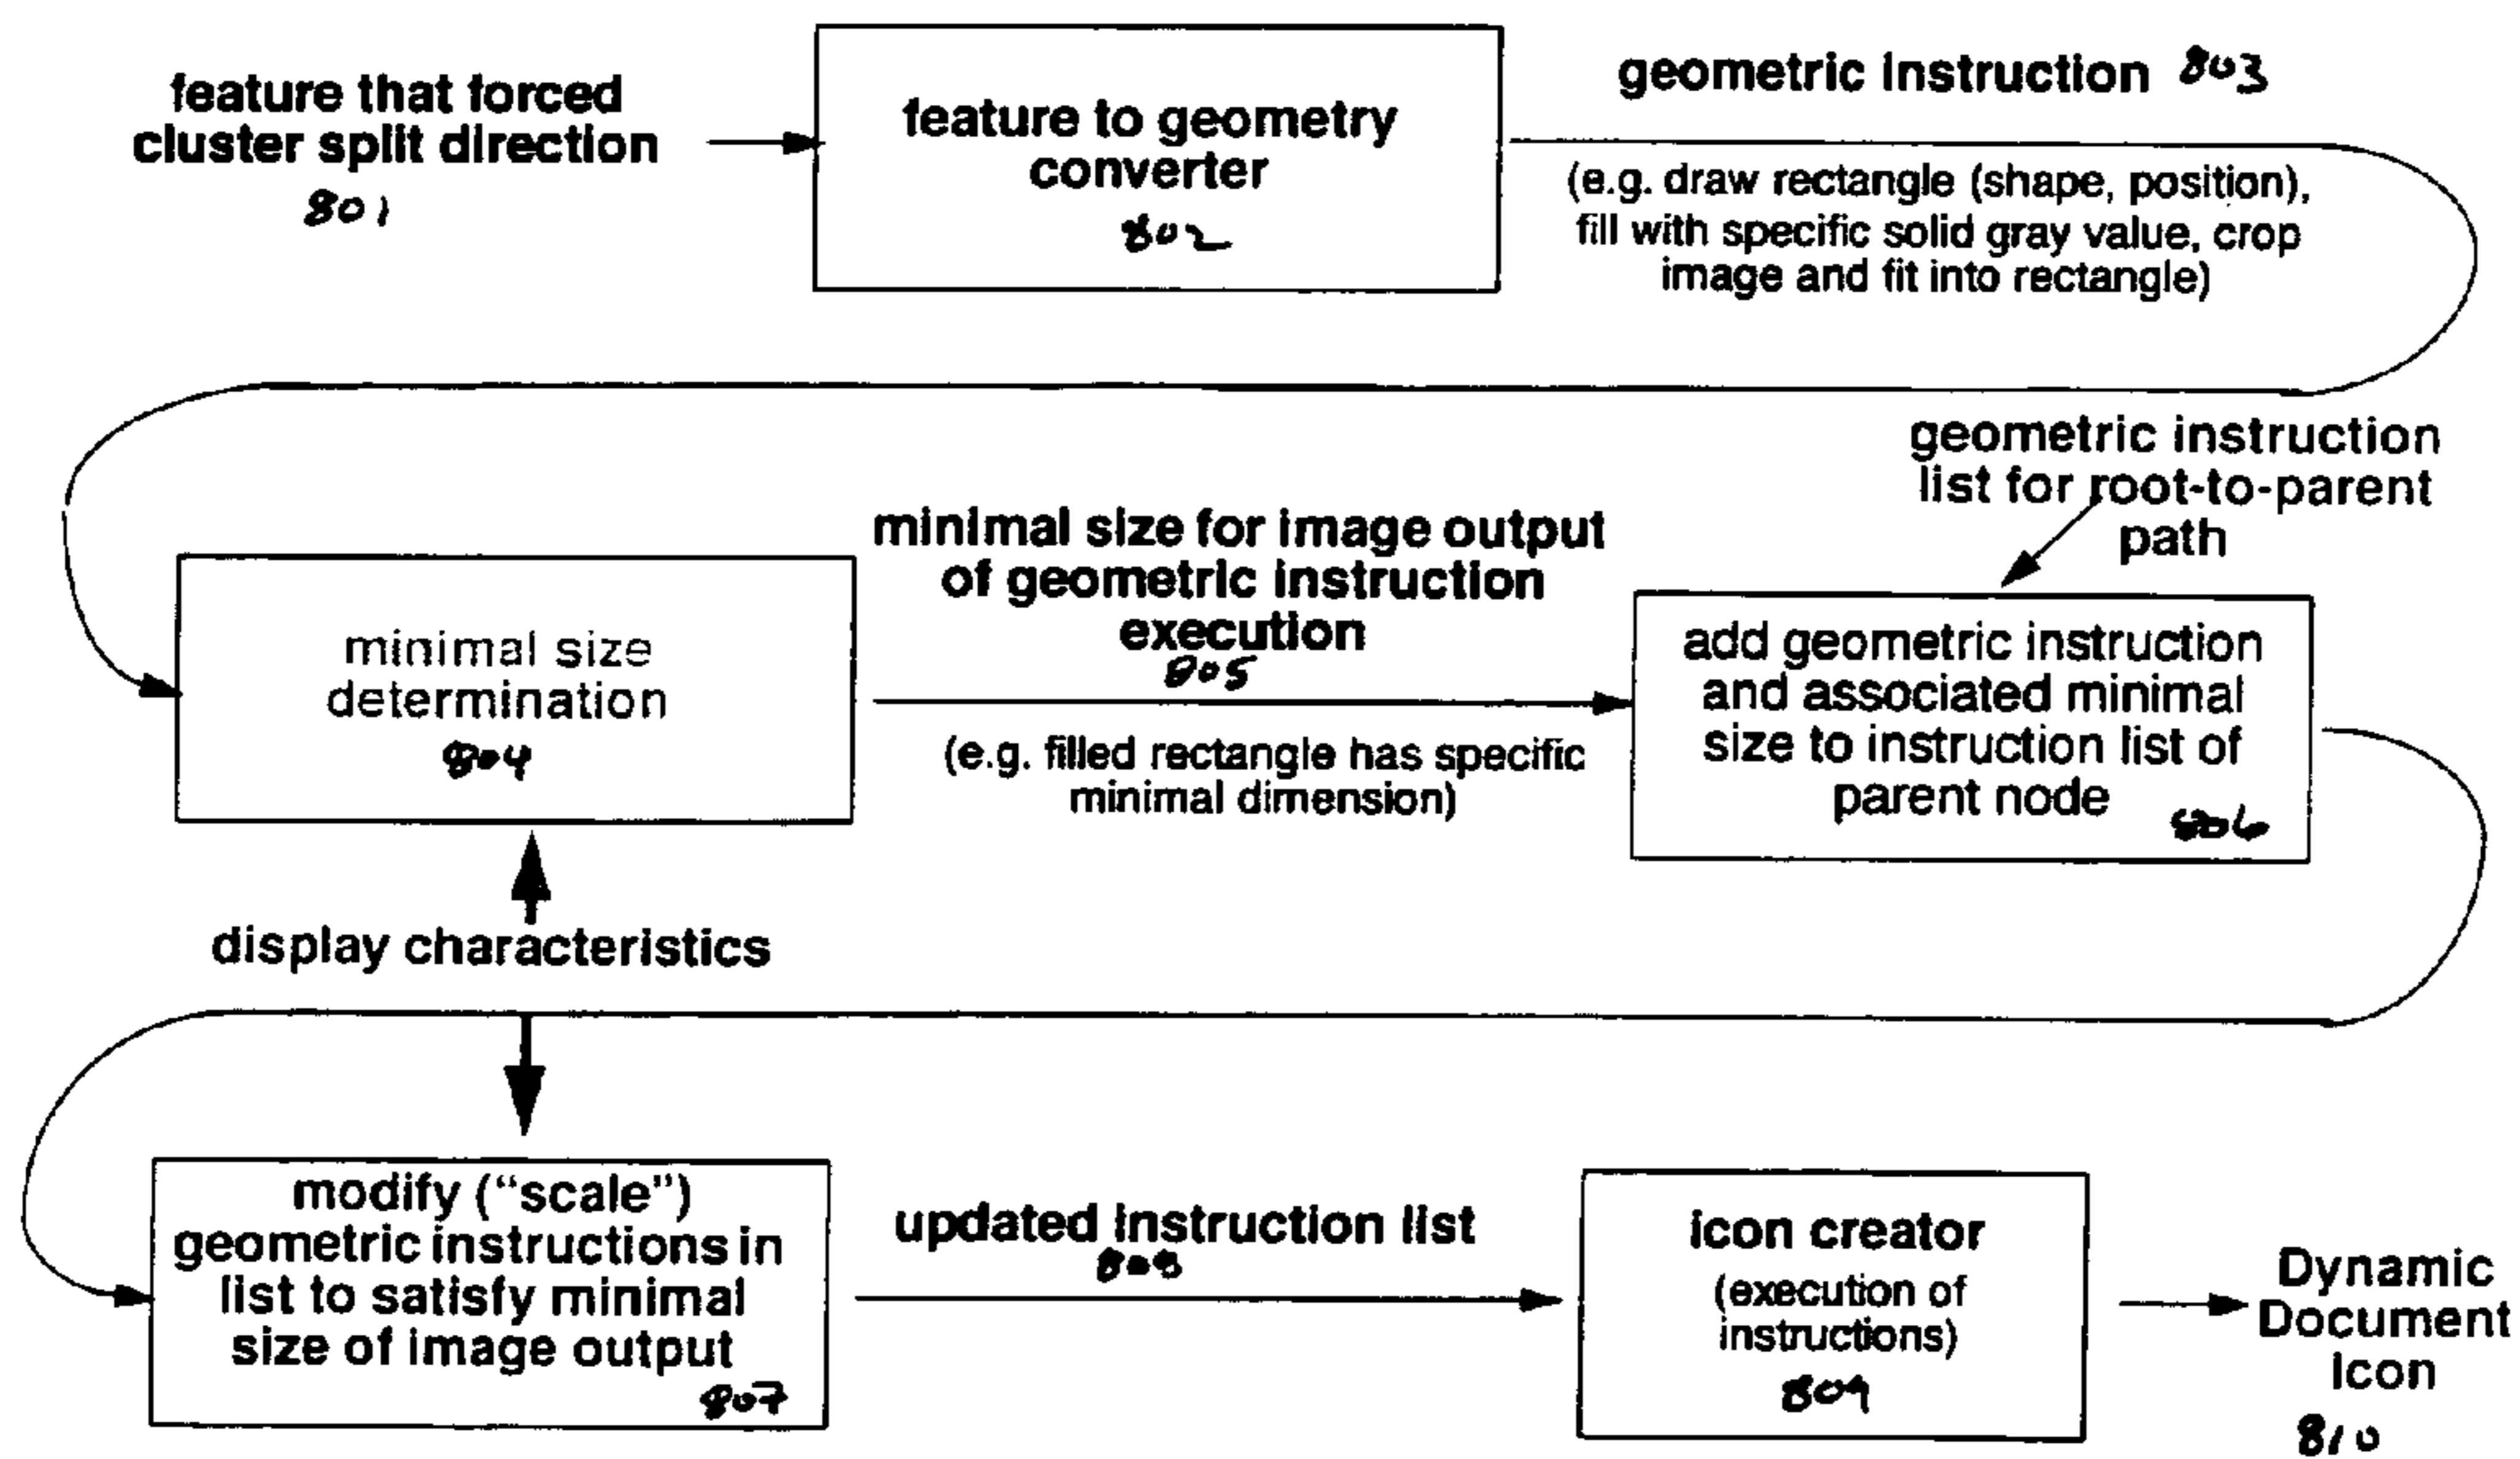 feature that forced
cluster split direction
801
feature to geometry
converter
802
geometric instruction 803
(e.g. draw rectangle (shape, position),
fill with specific solid gray value, crop
image and fit into rectangle)
geometric instruction
list for root-to-parent
path
minimal size
determination
804
minimal size for image output
of geometric instruction
execution
805
(e.g. filled rectangle has specific
minimal dimension)
add geometric instruction
and associated minimal
size to instruction list of
parent node
806
display characteristics
modify (“scale”)
geometric instructions in
list to satisfy minimal
size of image output
807
updated instruction list
808
icon creator
(execution of
instructions)
809
Dynamic
Document
Icon
810